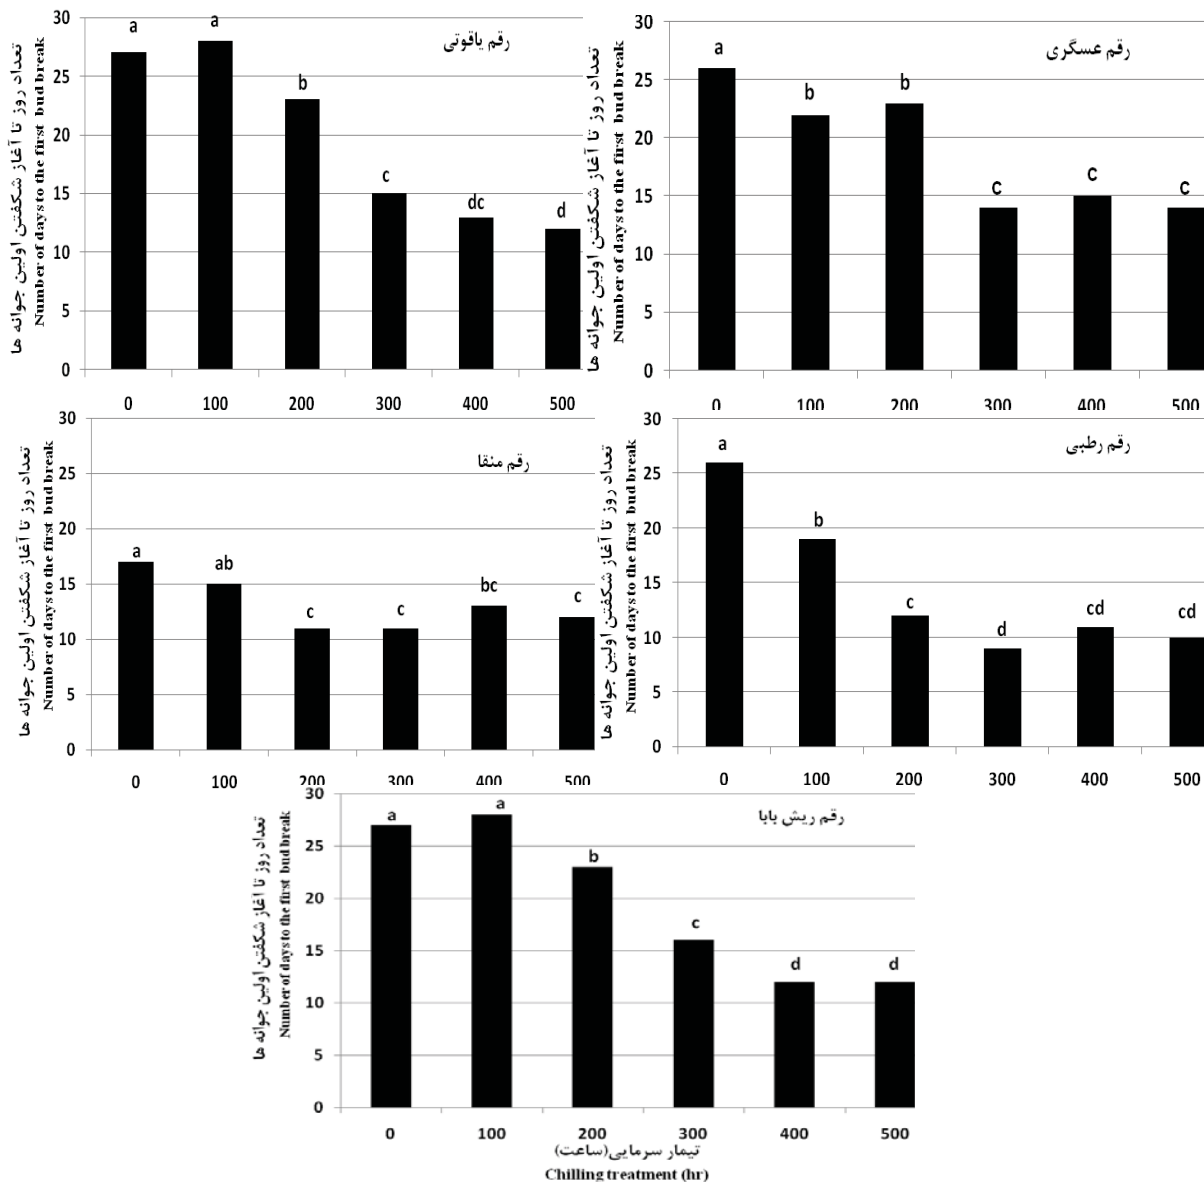 رقم یاقوتی
تعداد روز تا آغاز شکفتن اولین جوانه ها
Number of days to the first bud break
30
25
20
15
10
5
0
a
a
b
c
dc
d
0 100 200 300 400 500
رقم عسگری
تعداد روز تا آغاز شکفتن اولین جوانه ها
Number of days to the first bud break
30
25
20
15
10
5
0
a
b
b
C
C
C
0 100 200 300 400 500
رقم منقا
تعداد روز تا آغاز شکفتن اولین جوانه ها
Number of days to the first bud break
30
25
20
15
10
5
0
a
ab
c
c
bc
c
0 100 200 300 400 500
رقم رطبی
تعداد روز تا آغاز شکفتن اولین جوانه ها
Number of days to the first bud break
30
25
20
15
10
5
0
a
b
c
d
cd
cd
0 100 200 300 400 500
رقم ریش بابا
تعداد روز تا آغاز شکفتن اولین جوانه ها
Number of days to the first bud break
30
25
20
15
10
5
0
a
a
b
c
d
d
0 100 200 300 400 500
تیمار سرمایی(ساعت)
Chilling treatment (hr)